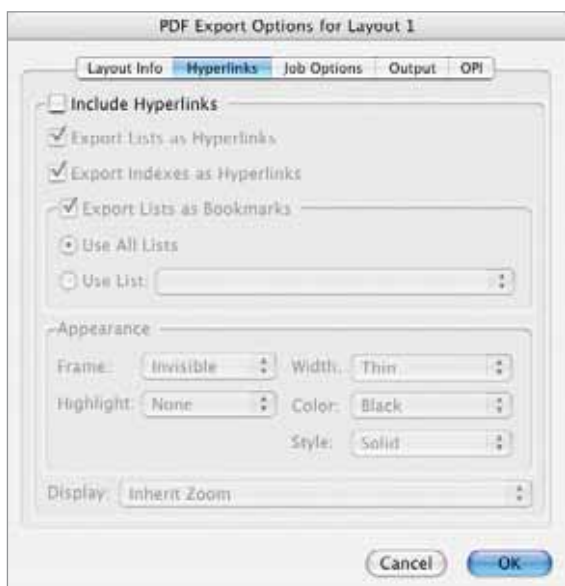 PDF Export Options for Layout 1
Layout Info Hyperlinks Job Options Output OPI
Include Hyperlinks
Export Lists as Hyperlinks
Export Indexes as Hyperlinks
Export Lists as Bookmarks
Use All Lists
Use List:
Appearance
Frame: Invisible Width: Thin
Highlight: None Color: Black
Style: Solid
Display: Inherit Zoom
Cancel OK